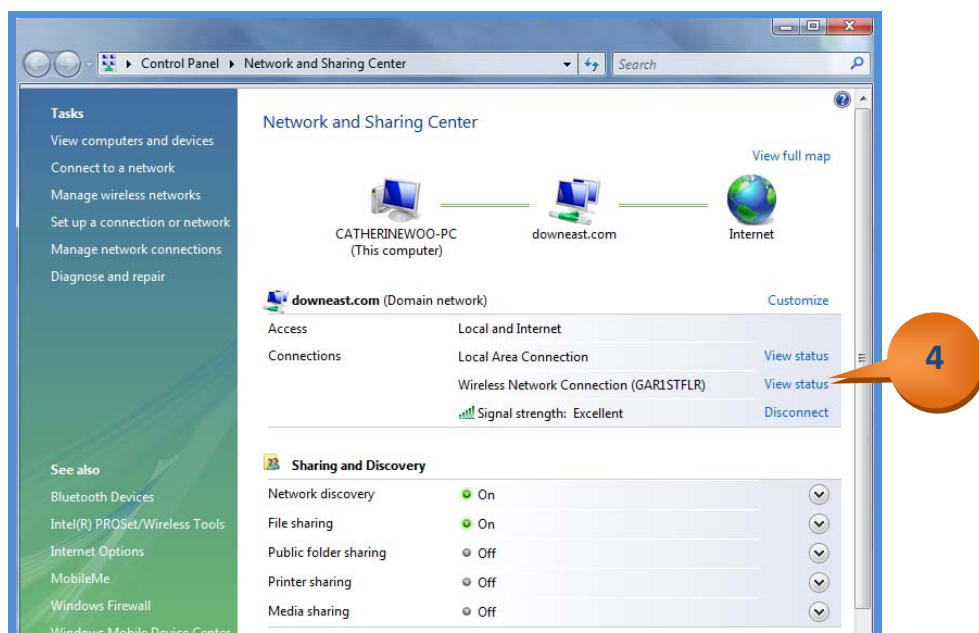 Control Panel Network and Sharing Center Search
Tasks
View computers and devices
Connect to a network
Manage wireless networks
Set up a connection or network
Manage network connections
Diagnose and repair
See also
Bluetooth Devices
Intel(R) PROSet/Wireless Tools
Internet Options
MobileMe
Windows Firewall
Windows Mobile Device Center
Network and Sharing Center
View full map
CATHERINEWOO-PC downeast.com Internet
(This computer)
downeast.com (Domain network) Customize
Access Local and Internet
Connections Local Area Connection View status
Wireless Network Connection (GAR1STFLR) View status
Signal strength: Excellent Disconnect
4
Sharing and Discovery
Network discovery On
File sharing On
Public folder sharing Off
Printer sharing Off
Media sharing Off